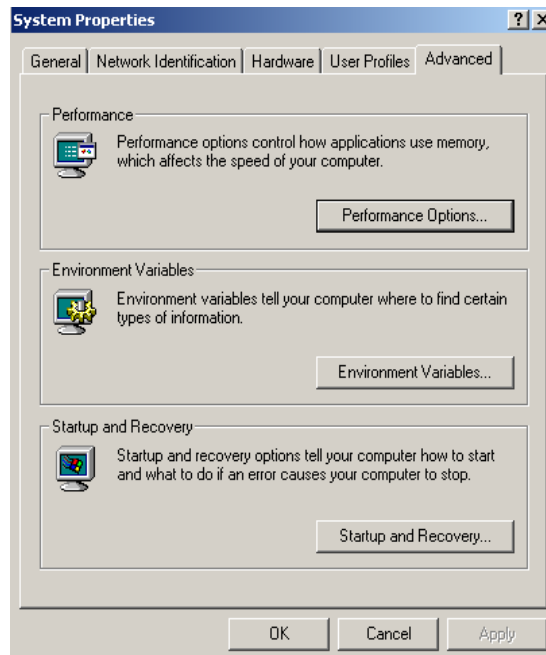 System Properties
General
Network Identification
Hardware
User Profiles
Advanced
Performance
Performance options control how applications use memory,
which affects the speed of your computer.
Performance Options...
Environment Variables
Environment variables tell your computer where to find certain
types of information.
Environment Variables...
Startup and Recovery
Startup and recovery options tell your computer how to start
and what to do if an error causes your computer to stop.
Startup and Recovery...
OK
Cancel
Apply